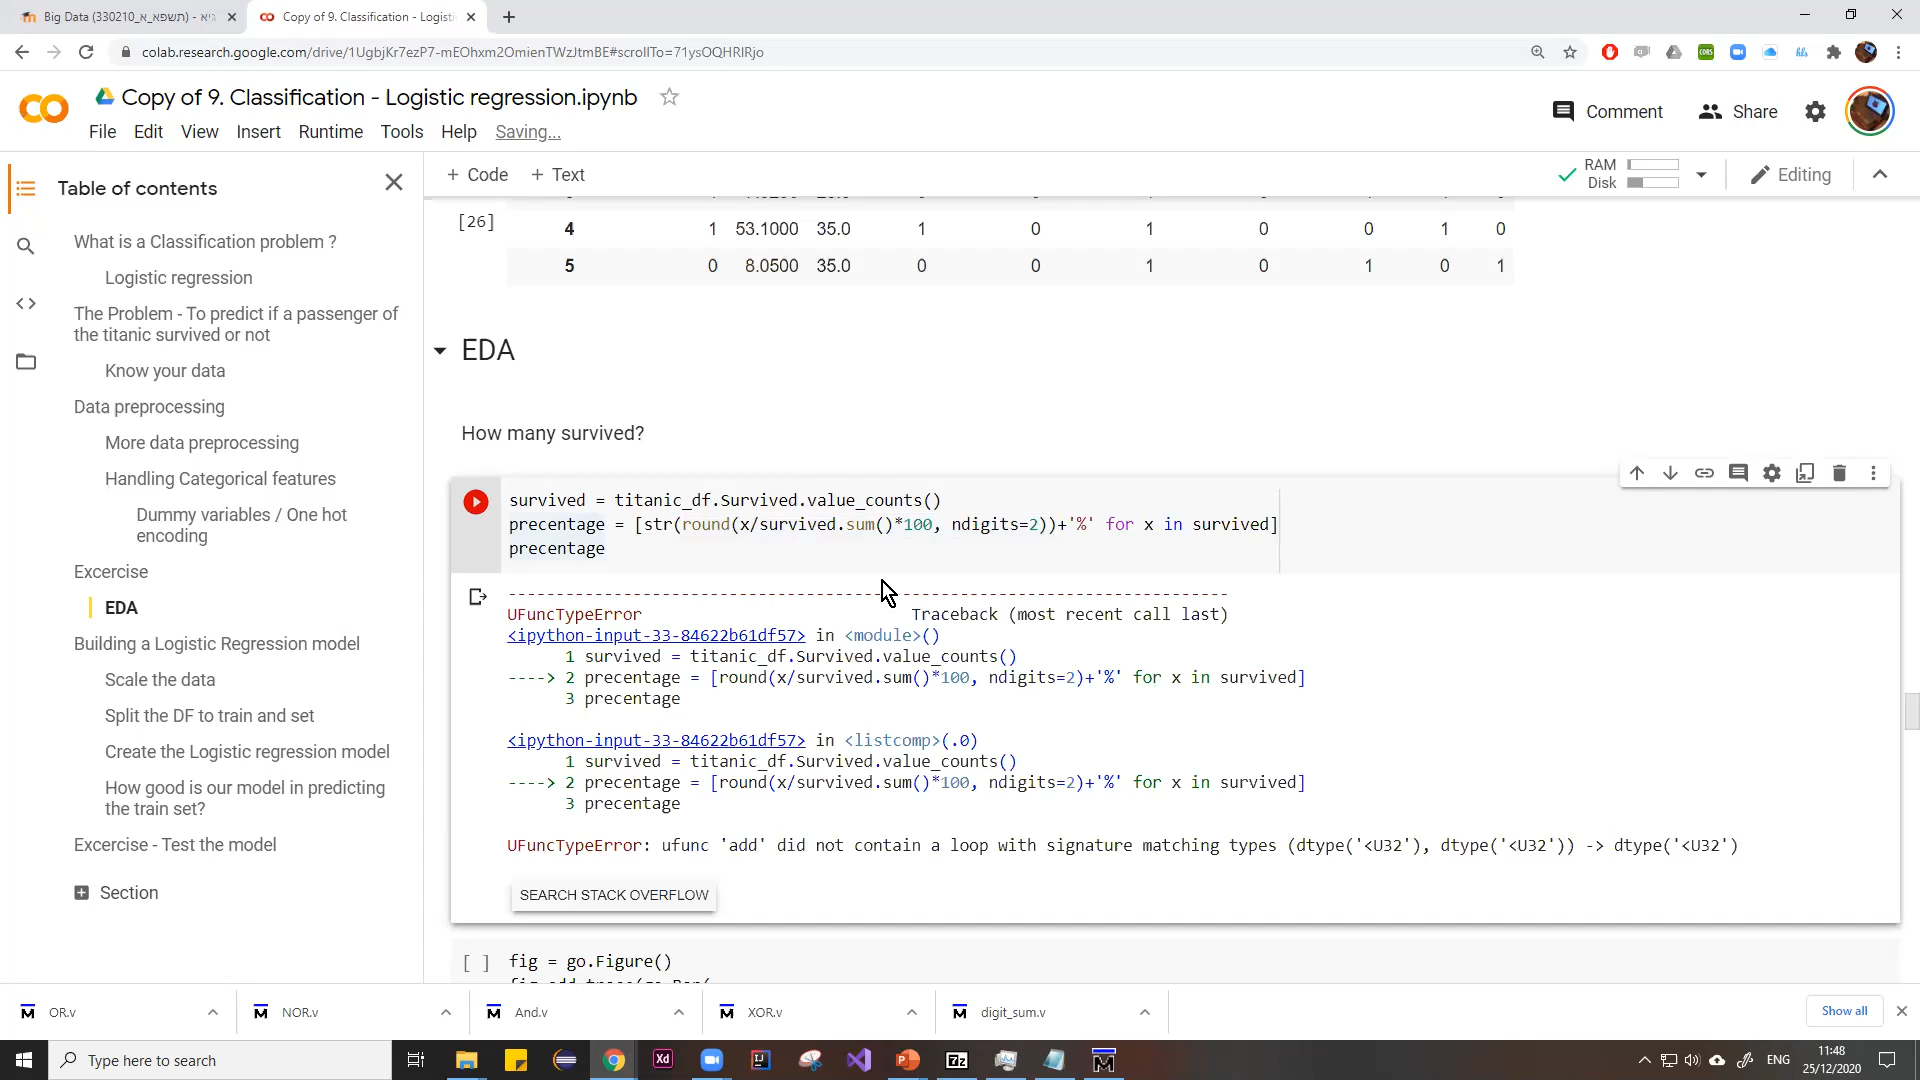 Big Data (330210_תשפא_א) - גיא
Copy of 9. Classification - Logisti
colab.research.google.com/drive/1UgbjKr7ezP7-mEOhxm2OmienTWzJtmBE#scrollTo=71ysOQHRlRjo
Copy of 9. Classification - Logistic regression.ipynb
Comment
Share
File Edit View Insert Runtime Tools Help Saving...
Table of contents
+ Code + Text
RAM
Disk
Editing
What is a Classification problem ?
Logistic regression
The Problem - To predict if a passenger of
the titanic survived or not
Know your data
Data preprocessing
More data preprocessing
Handling Categorical features
Dummy variables / One hot
encoding
Excercise
EDA
Building a Logistic Regression model
Scale the data
Split the DF to train and set
Create the Logistic regression model
How good is our model in predicting
the train set?
Excercise - Test the model
Section
[26]
4 1 53.1000 35.0 1 0 1 0 0 1 0
5 0 8.0500 35.0 0 0 1 0 1 0 1
EDA
How many survived?
survived = titanic_df.Survived.value_counts()
precentage = [str(round(x/survived.sum()*100, ndigits=2))+'%' for x in survived]
precentage
---------------------------------------------------------------------------
UFuncTypeError Traceback (most recent call last)
<ipython-input-33-84622b61df57> in <module>()
1 survived = titanic_df.Survived.value_counts()
----> 2 precentage = [round(x/survived.sum()*100, ndigits=2)+'%' for x in survived]
3 precentage
<ipython-input-33-84622b61df57> in <listcomp>(.0)
1 survived = titanic_df.Survived.value_counts()
----> 2 precentage = [round(x/survived.sum()*100, ndigits=2)+'%' for x in survived]
3 precentage
UFuncTypeError: ufunc 'add' did not contain a loop with signature matching types (dtype('<U32'), dtype('<U32')) -> dtype('<U32')
SEARCH STACK OVERFLOW
[ ] fig = go.Figure()
OR.v
NOR.v
And.v
XOR.v
digit_sum.v
Show all
Type here to search
ENG
11:48
25/12/2020